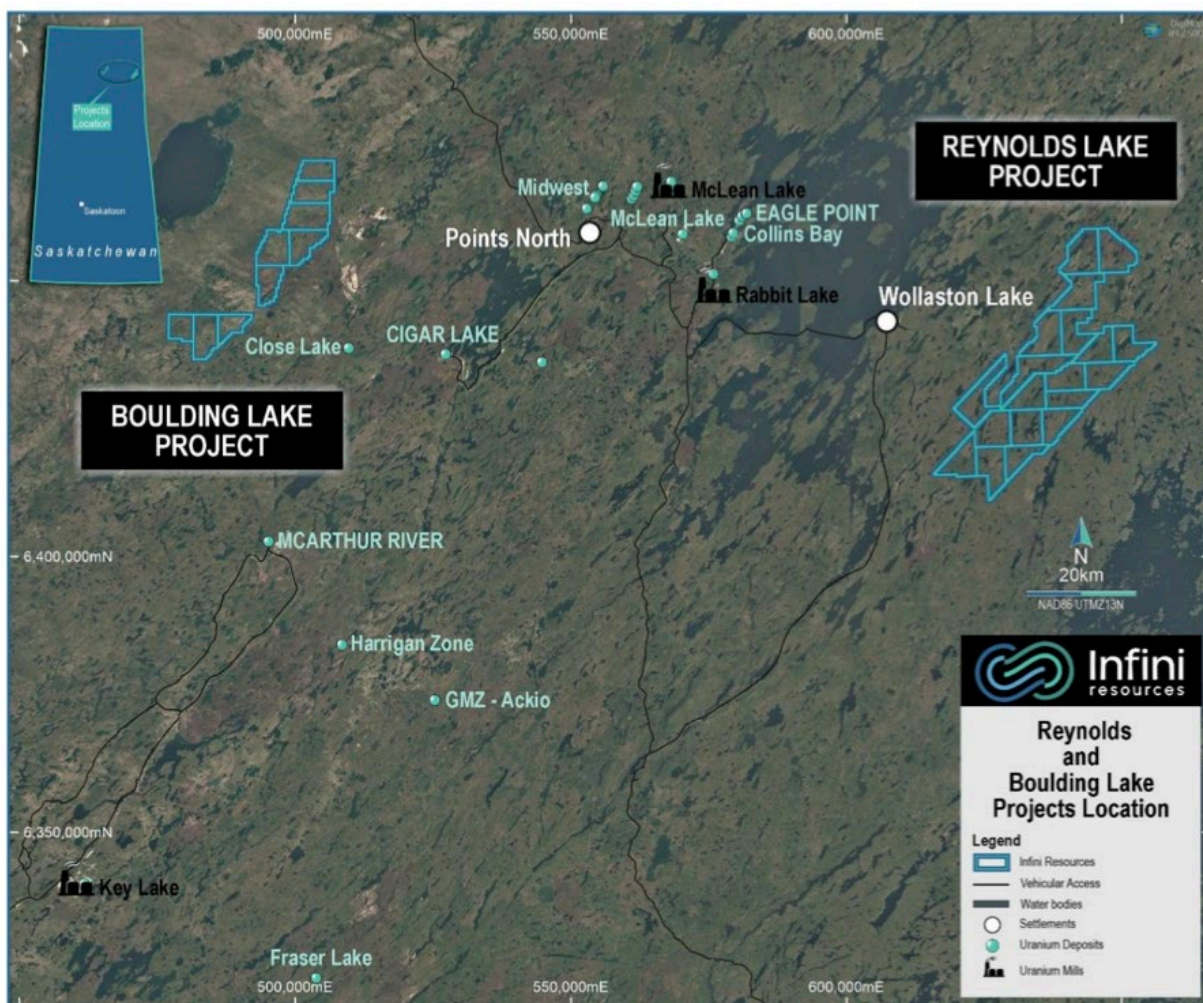 500,000mE
550,000mE
600,000mE
Projects
Location
Saskatoon
Saskatchewan
REYNOLDS LAKE
PROJECT
Midwest
McLean Lake
McLean Lake
EAGLE POINT
Points North
Collins Bay
Rabbit Lake
Wollaston Lake
Close Lake
CIGAR LAKE
BOULDING LAKE
PROJECT
MCARTHUR RIVER
6,400,000mN
N
20km
NAD86 UTMZ13N
Harrigan Zone
GMZ - Ackio
Infini
resources
Reynolds
and
Boulding Lake
Projects Location
Legend
Infini Resources
Vehicular Access
Water bodies
Settlements
Uranium Deposits
Uranium Mills
6,350,000mN
Key Lake
Fraser Lake
500,000mE
550,000mE
600,000mE